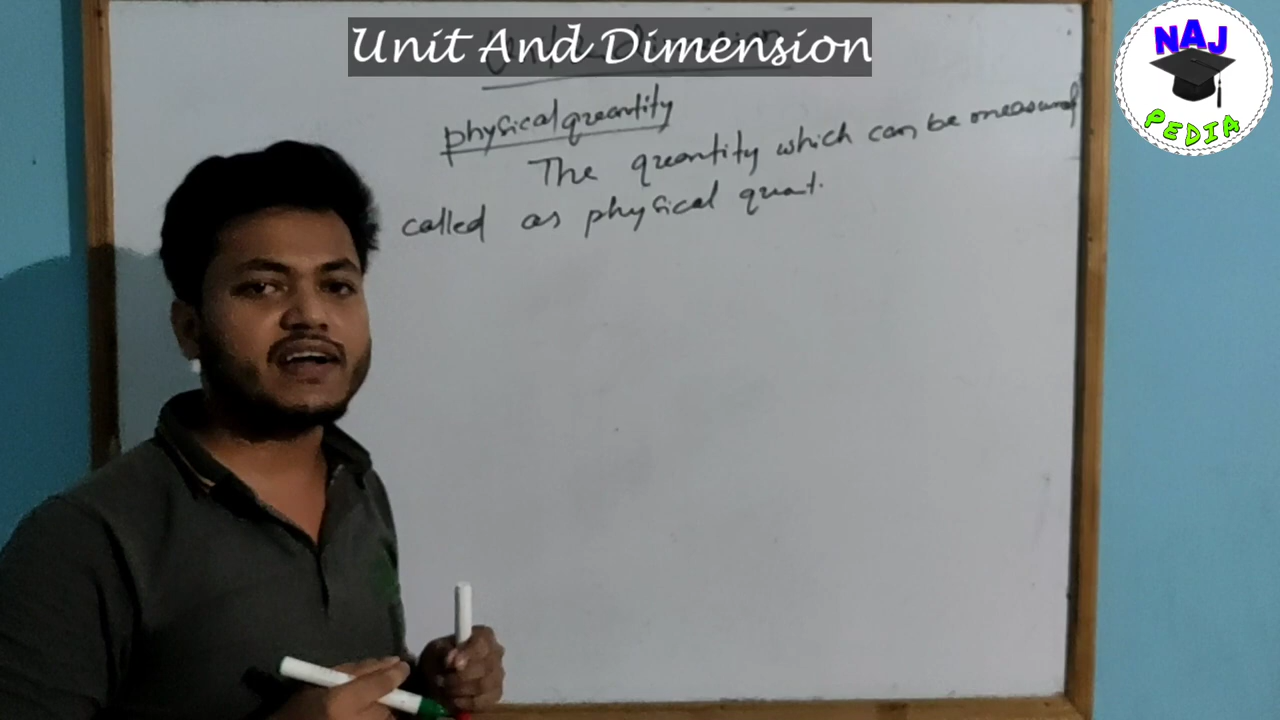 Unit And Dimension
NAJ
PEDIA
physical quantity
The quantity which can be measured
called as physical quant.